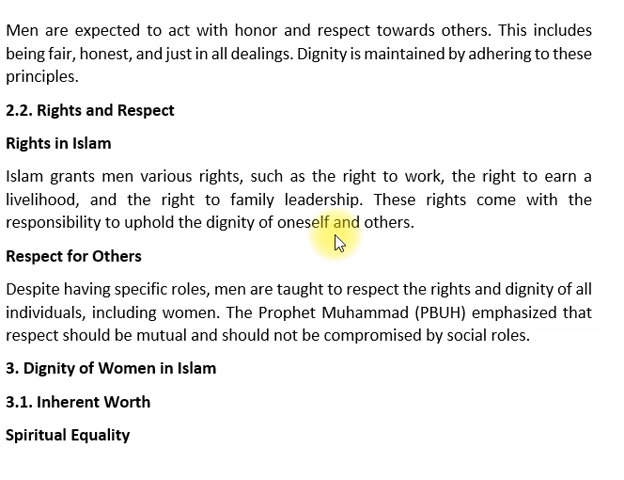 Men are expected to act with honor and respect towards others. This includes
being fair, honest, and just in all dealings. Dignity is maintained by adhering to these
principles.
2.2. Rights and Respect
Rights in Islam
Islam grants men various rights, such as the right to work, the right to earn a
livelihood, and the right to family leadership. These rights come with the
responsibility to uphold the dignity of oneself and others.
Respect for Others
Despite having specific roles, men are taught to respect the rights and dignity of all
individuals, including women. The Prophet Muhammad (PBUH) emphasized that
respect should be mutual and should not be compromised by social roles.
3. Dignity of Women in Islam
3.1. Inherent Worth
Spiritual Equality